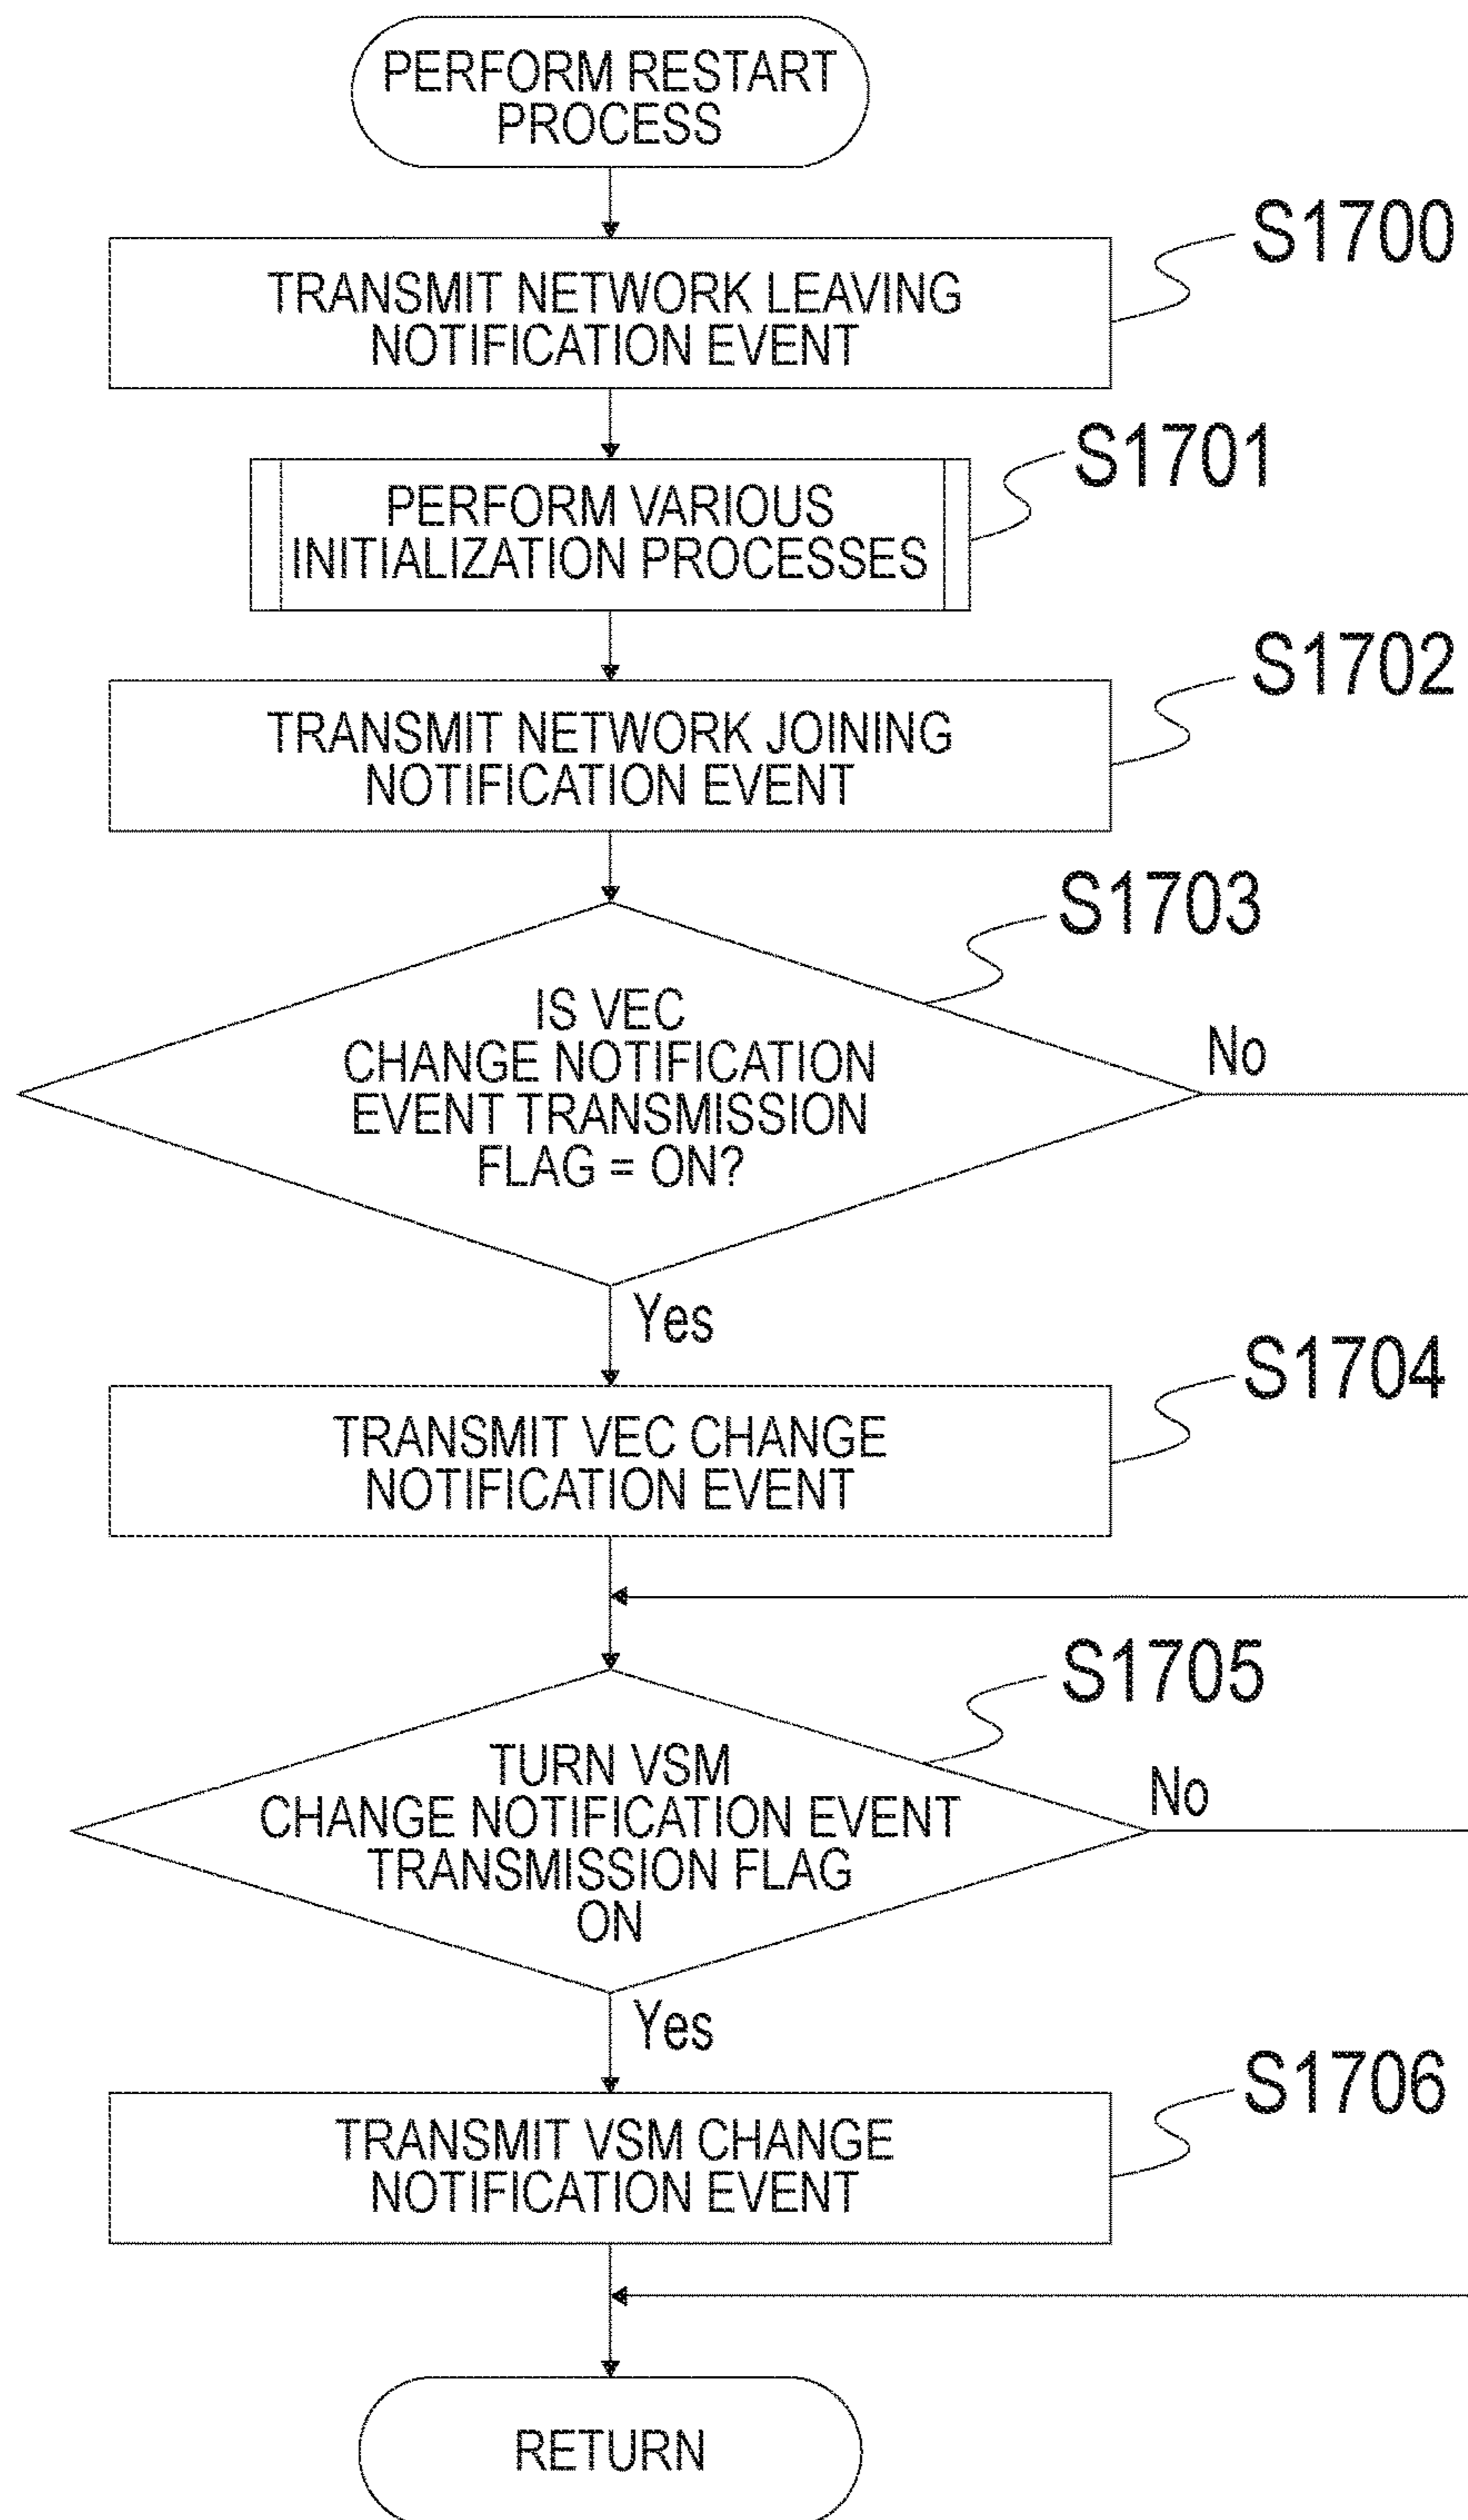 PERFORM RESTART
PROCESS
S1700
TRANSMIT NETWORK LEAVING
NOTIFICATION EVENT
S1701
PERFORM VARIOUS
INITIALIZATION PROCESSES
S1702
TRANSMIT NETWORK JOINING
NOTIFICATION EVENT
S1703
IS VEC
CHANGE NOTIFICATION
EVENT TRANSMISSION
FLAG = ON?
No
Yes
S1704
TRANSMIT VEC CHANGE
NOTIFICATION EVENT
S1705
TURN VSM
CHANGE NOTIFICATION EVENT
TRANSMISSION FLAG
ON
No
Yes
S1706
TRANSMIT VSM CHANGE
NOTIFICATION EVENT
RETURN